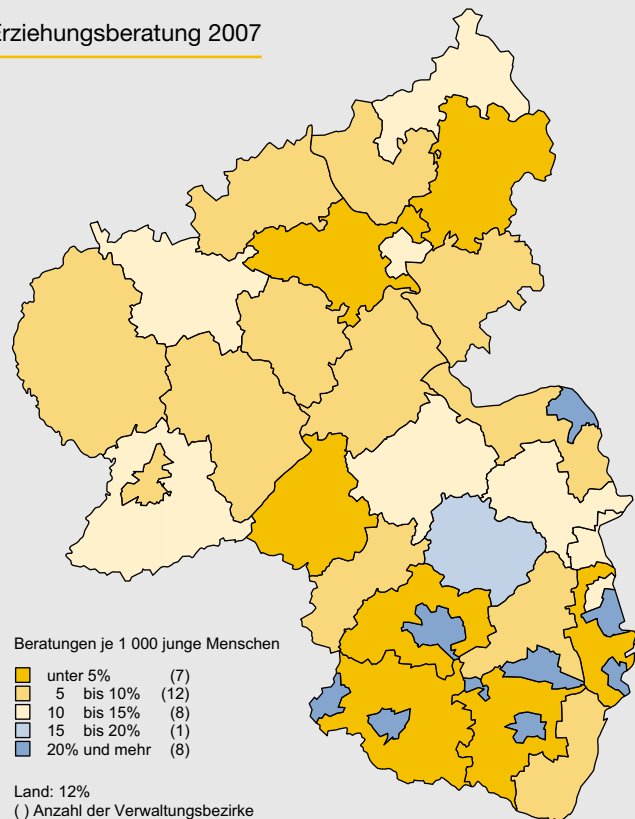 Erziehungsberatung 2007
Beratungen je 1 000 junge Menschen
unter 5% (7)
5 bis 10% (12)
10 bis 15% (8)
15 bis 20% (1)
20% und mehr (8)
Land: 12%
( ) Anzahl der Verwaltungsbezirke